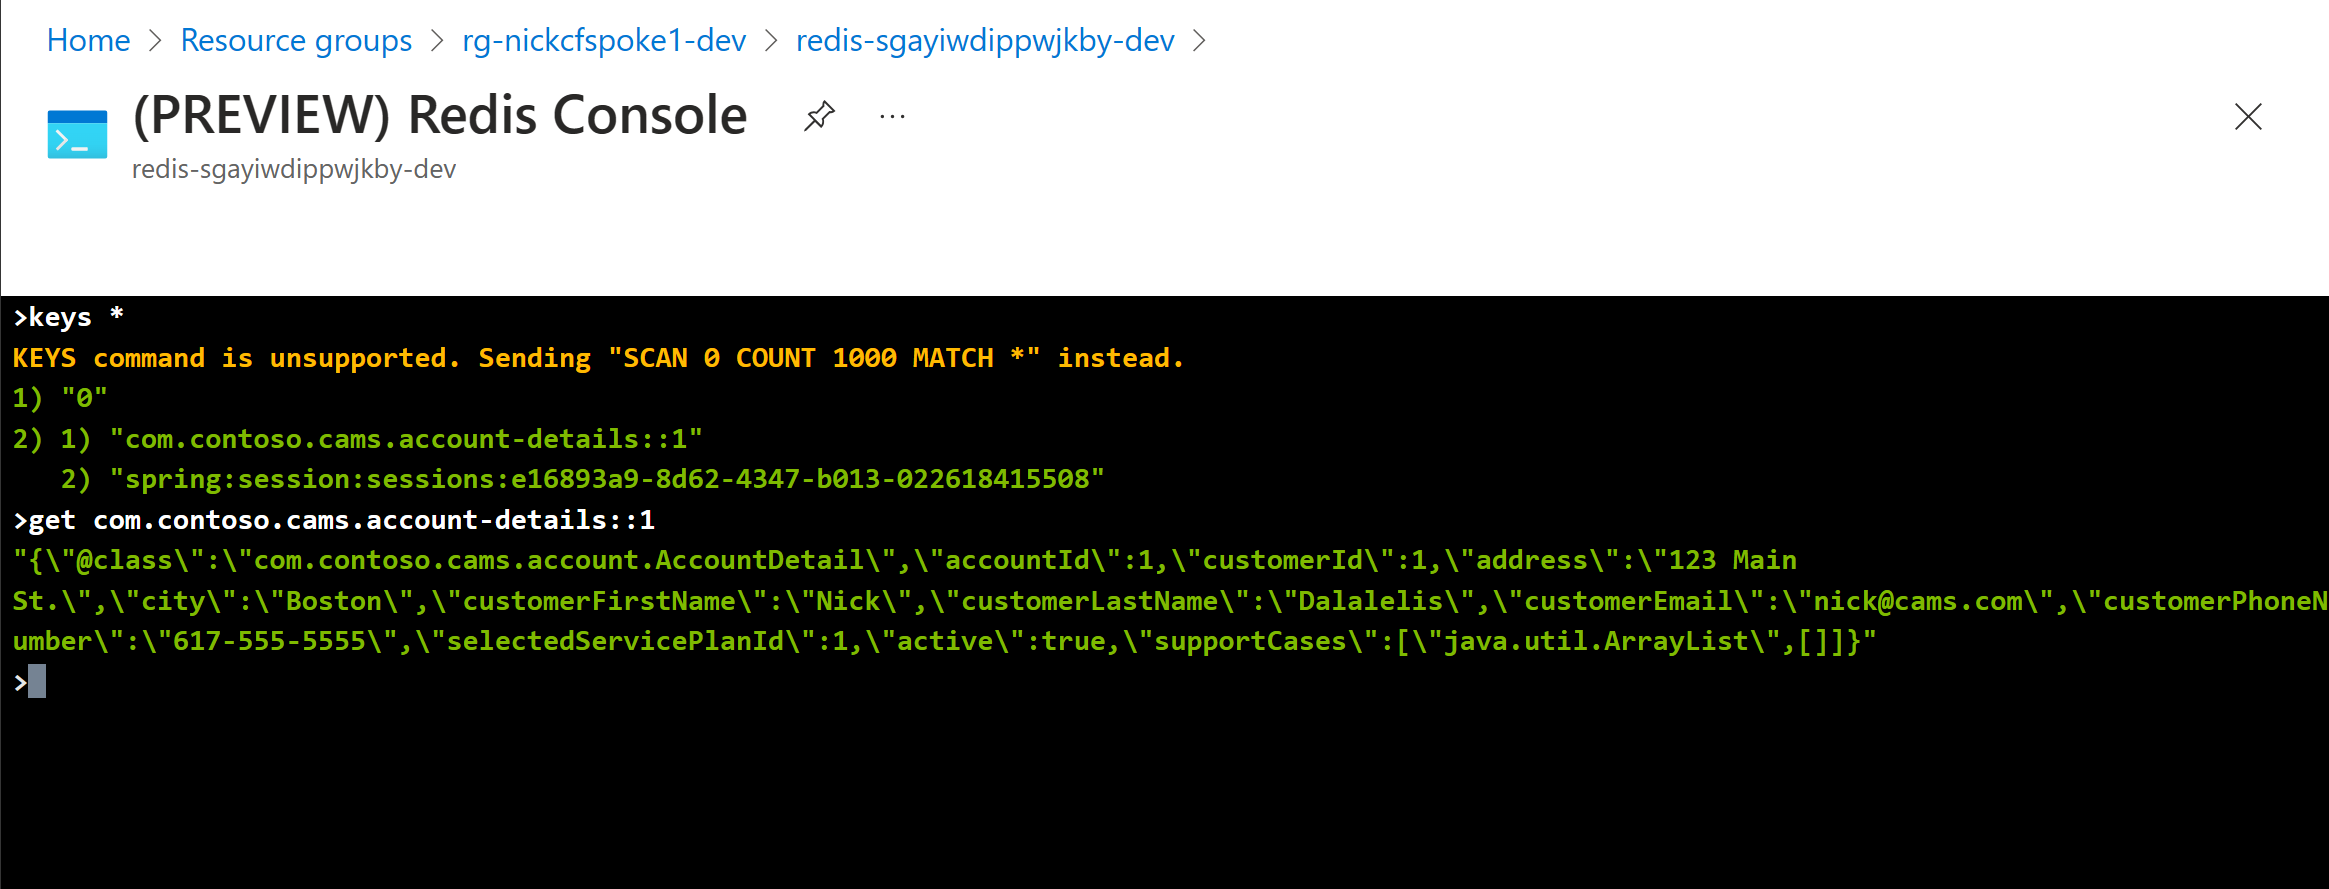 Home > Resource groups > rg-nickcfspoke1-dev > redis-sgayiwdippwjkby-dev >
(PREVIEW) Redis Console ...
redis-sgayiwdippwjkby-dev
>keys *
KEYS command is unsupported. Sending "SCAN 0 COUNT 1000 MATCH *" instead.
1) "0"
2) 1) "com.contoso.cams.account-details::1"
   2) "spring:session:sessions:e16893a9-8d62-4347-b013-022618415508"
>get com.contoso.cams.account-details::1
"{\"@class\":\"com.contoso.cams.account.AccountDetail\",\"accountId\":1,\"customerId\":1,\"address\":\"123 Main
St.\",\"city\":\"Boston\",\"customerFirstName\":\"Nick\",\"customerLastName\":\"Dalalelis\",\"customerEmail\":\"nick@cams.com\",\"customerPhoneN
umber\":\"617-555-5555\",\"selectedServicePlanId\":1,\"active\":true,\"supportCases\":[\"java.util.ArrayList\",[]]}"
>